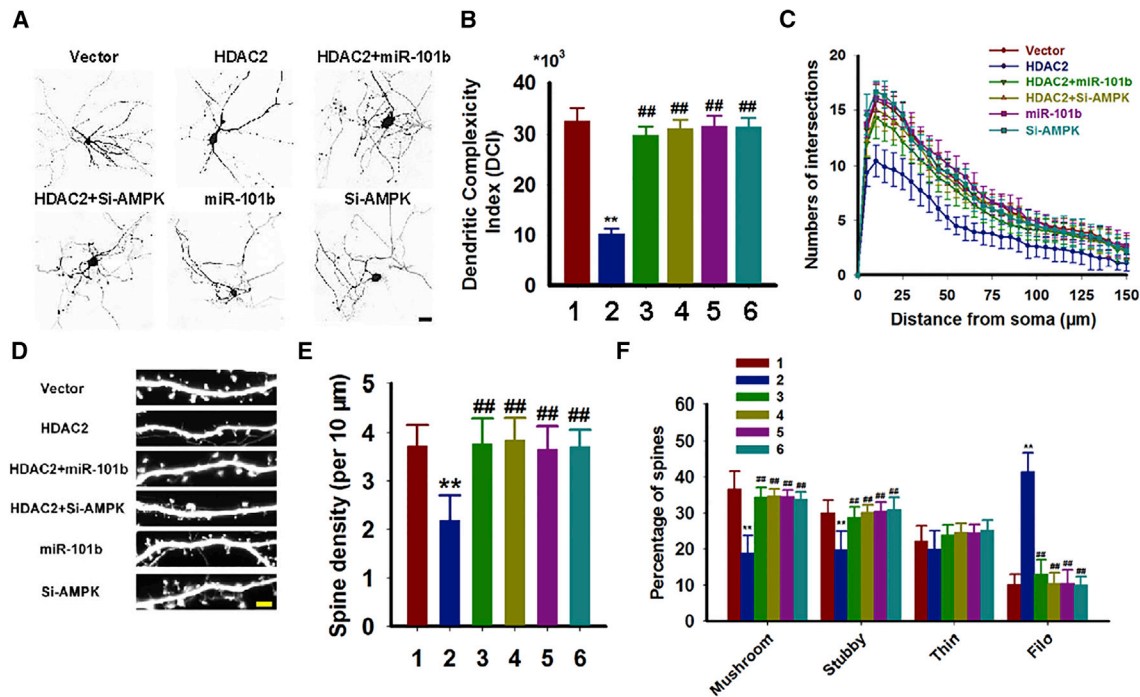 A
Vector
HDAC2
HDAC2+miR-101b
HDAC2+Si-AMPK
miR-101b
Si-AMPK
B
*10³
Dendritic Complexicity
Index (DCI)
40
30
20
10
0
##
##
##
##
**
1 2 3 4 5 6
C
Numbers of intersections
20
15
10
5
0
0 25 50 75 100 125 150
Distance from soma (µm)
Vector
HDAC2
HDAC2+miR-101b
HDAC2+Si-AMPK
miR-101b
Si-AMPK
D
Vector
HDAC2
HDAC2+miR-101b
HDAC2+Si-AMPK
miR-101b
Si-AMPK
E
Spine density (per 10 µm)
5
4
3
2
1
0
**
##
##
##
##
1 2 3 4 5 6
F
1
2
3
4
5
6
Percentage of spines
60
50
40
30
20
10
0
** ## ## ## ##
** ## ## ## ##
** ## ## ## ##
Mushroom
Stubby
Thin
Filo